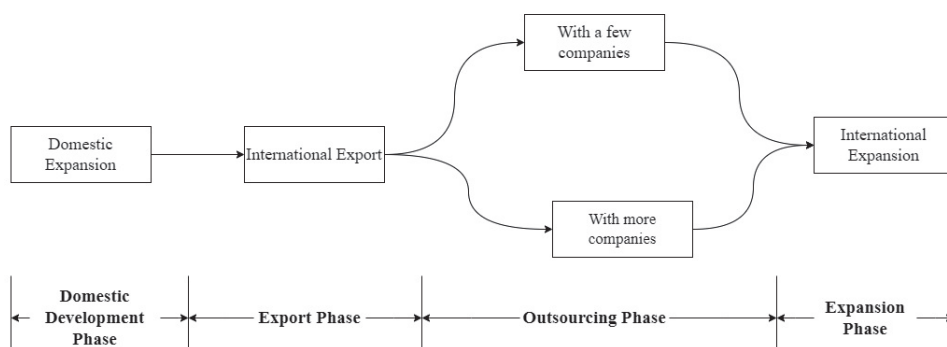 With a few
companies
Domestic
Expansion
International Export
International
Expansion
With more
companies
Domestic
Development
Phase
Export Phase
Outsourcing Phase
Expansion
Phase